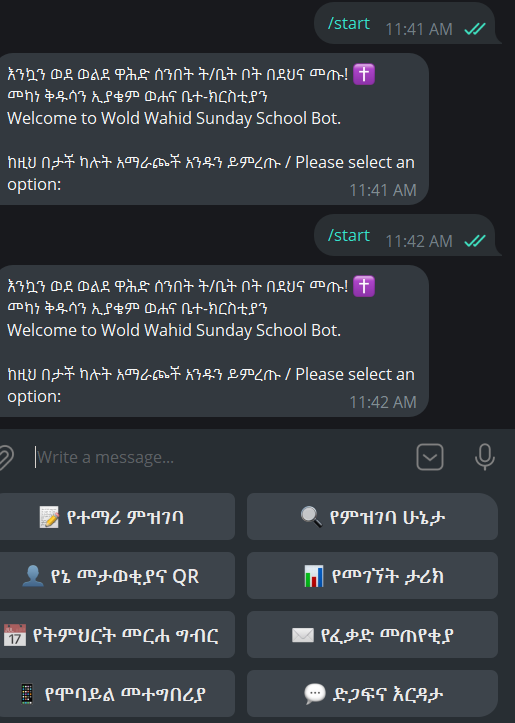 /start 11:41 AM
እንኳን ወደ ወልደ ዋሕድ ሰንበት ት/ቤት ቦት በደህና መጡ! ✝️
መካነ ቅዱሳን ኢያቄም ወሐና ቤተ-ክርስቲያን
Welcome to Wold Wahid Sunday School Bot.
ከዚህ በታች ካሉት አማራጮች አንዱን ይምረጡ / Please select an
option: 11:41 AM
/start 11:42 AM
እንኳን ወደ ወልደ ዋሕድ ሰንበት ት/ቤት ቦት በደህና መጡ! ✝️
መካነ ቅዱሳን ኢያቄም ወሐና ቤተ-ክርስቲያን
Welcome to Wold Wahid Sunday School Bot.
ከዚህ በታች ካሉት አማራጮች አንዱን ይምረጡ / Please select an
option: 11:42 AM
Write a message...
📝 የተማሪ ምዝገባ 🔍 የምዝገባ ሁኔታ
👤 የኔ መታወቂያና QR 📊 የመገኘት ታሪክ
📅 የትምህርት መርሐ ግብር ✉️ የፈቃድ መጠየቂያ
📱 የሞባይል መተግበሪያ 💬 ድጋፍና እርዳታ